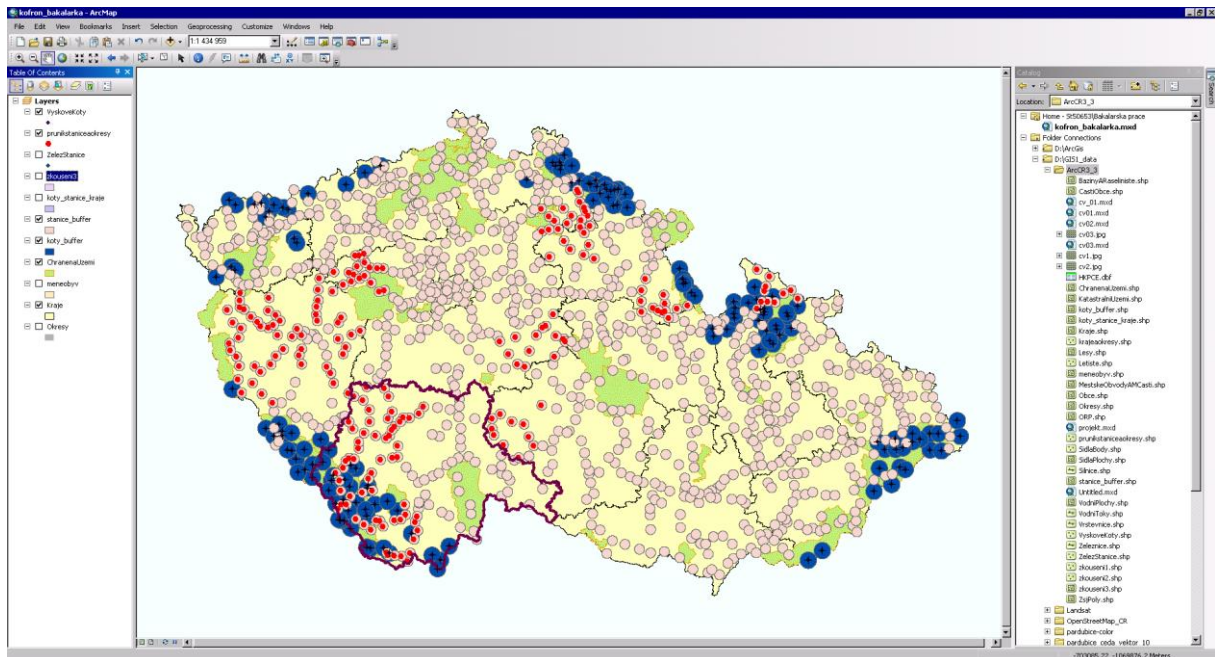 kofron_bakalarka - ArcMap
File Edit View Bookmarks Insert Selection Geoprocessing Customize Windows Help
1:1 434 959
Table Of Contents
Layers
VyskoveKoty
prunikstaniceaokresy
ZelezStanice
zkouseni3
koty_stanice_kraje
stanice_buffer
koty_buffer
ChranenaUzemi
meneobyv
Kraje
Okresy
Catalog
Location: ArcCR3_3
Search
Home - St50653\Bakalarska prace
kofron_bakalarka.mxd
Folder Connections
D:\ArcGis
D:\GIS1_data
ArcCR3_3
BazinyARaseliniste.shp
CastiObce.shp
cv_01.mxd
cv01.mxd
cv02.mxd
cv03.jpg
cv03.mxd
cv1.jpg
cv2.jpg
HKPCE.dbf
ChranenaUzemi.shp
KatastralniUzemi.shp
koty_buffer.shp
koty_stanice_kraje.shp
Kraje.shp
krajeaokresy.shp
Lesy.shp
Letiste.shp
meneobyv.shp
MestskeObvodyAMCasti.shp
Obce.shp
Okresy.shp
ORP.shp
projekt.mxd
prunikstaniceaokresy.shp
SidlaBody.shp
SidlaPlochy.shp
Silnice.shp
stanice_buffer.shp
Untitled.mxd
VodniPlochy.shp
VodniToky.shp
Vrstevnice.shp
VyskoveKoty.shp
Zeleznice.shp
ZelezStanice.shp
zkouseni1.shp
zkouseni2.shp
zkouseni3.shp
ZsjPoly.shp
Landsat
OpenStreetMap_CR
pardubice-color
pardubice_ceda_vektor_10
-703085,22 -1069876,2 Meters